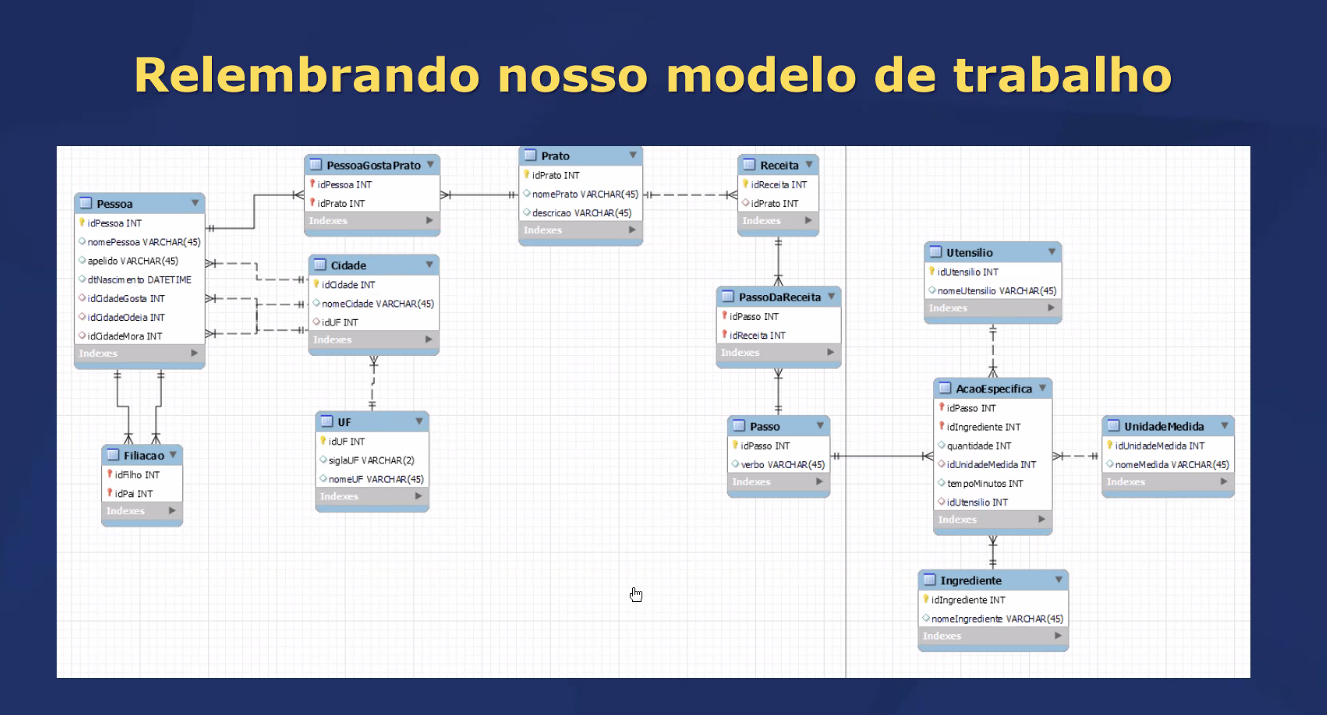 Relembrando nosso modelo de trabalho
Pessoa
idPessoa INT
nomePessoa VARCHAR(45)
apelido VARCHAR(45)
dtNascimento DATETIME
idCidadeGosta INT
idCidadeOdeia INT
idCidadeMora INT
Indexes
Filiacao
idFilho INT
idPai INT
Indexes
PessoaGostaPrato
idPessoa INT
idPrato INT
Indexes
Cidade
idCidade INT
nomeCidade VARCHAR(45)
idUF INT
Indexes
UF
idUF INT
siglaUF VARCHAR(2)
nomeUF VARCHAR(45)
Indexes
Prato
idPrato INT
nomePrato VARCHAR(45)
descricao VARCHAR(45)
Indexes
Receita
idReceita INT
idPrato INT
Indexes
PassoDaReceita
idPasso INT
idReceita INT
Indexes
Passo
idPasso INT
verbo VARCHAR(45)
Indexes
Utensilio
idUtensilio INT
nomeUtensilio VARCHAR(45)
Indexes
AcaoEspecifica
idPasso INT
idIngrediente INT
quantidade INT
idUnidadeMedida INT
tempoMinutos INT
idUtensilio INT
Indexes
UnidadeMedida
idUnidadeMedida INT
nomeMedida VARCHAR(45)
Indexes
Ingrediente
idIngrediente INT
nomeIngrediente VARCHAR(45)
Indexes